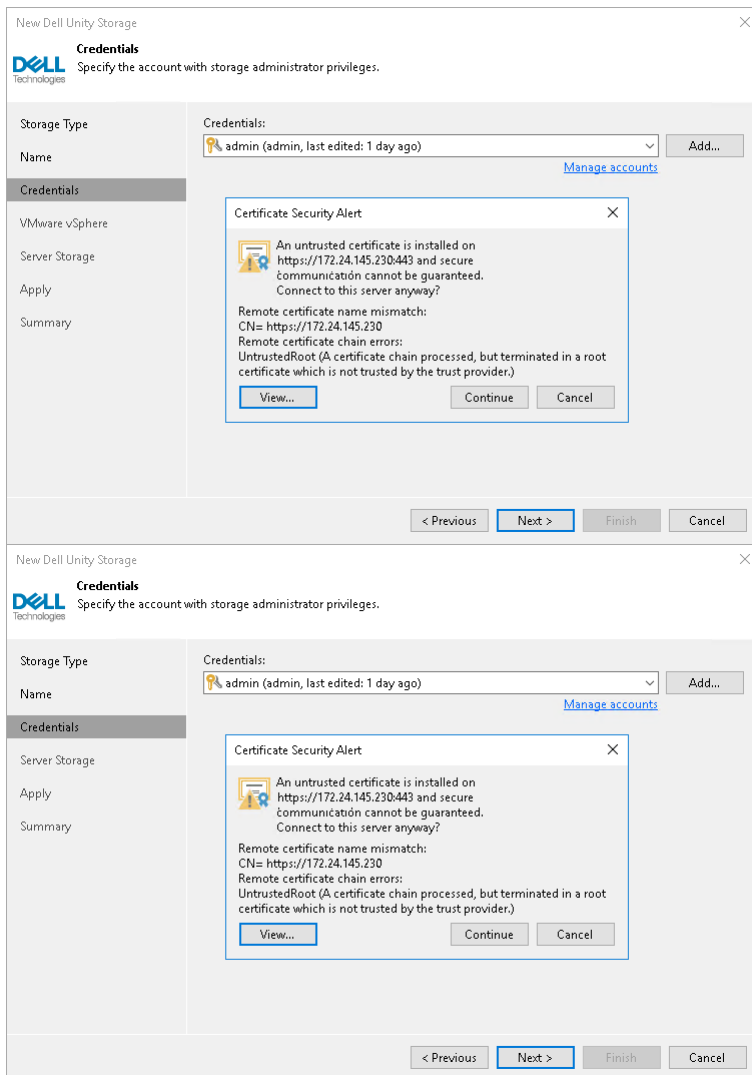 New Dell Unity Storage
Credentials
Specify the account with storage administrator privileges.
DELL
Technologies
Storage Type
Name
Credentials
VMware vSphere
Server Storage
Apply
Summary
Credentials:
admin (admin, last edited: 1 day ago)
Add...
Manage accounts
Certificate Security Alert
An untrusted certificate is installed on
https://172.24.145.230:443 and secure
communication cannot be guaranteed.
Connect to this server anyway?
Remote certificate name mismatch:
CN= https://172.24.145.230
Remote certificate chain errors:
UntrustedRoot (A certificate chain processed, but terminated in a root
certificate which is not trusted by the trust provider.)
View...
Continue
Cancel
< Previous
Next >
Finish
Cancel
New Dell Unity Storage
Credentials
Specify the account with storage administrator privileges.
DELL
Technologies
Storage Type
Name
Credentials
Server Storage
Apply
Summary
Credentials:
admin (admin, last edited: 1 day ago)
Add...
Manage accounts
Certificate Security Alert
An untrusted certificate is installed on
https://172.24.145.230:443 and secure
communication cannot be guaranteed.
Connect to this server anyway?
Remote certificate name mismatch:
CN= https://172.24.145.230
Remote certificate chain errors:
UntrustedRoot (A certificate chain processed, but terminated in a root
certificate which is not trusted by the trust provider.)
View...
Continue
Cancel
< Previous
Next >
Finish
Cancel